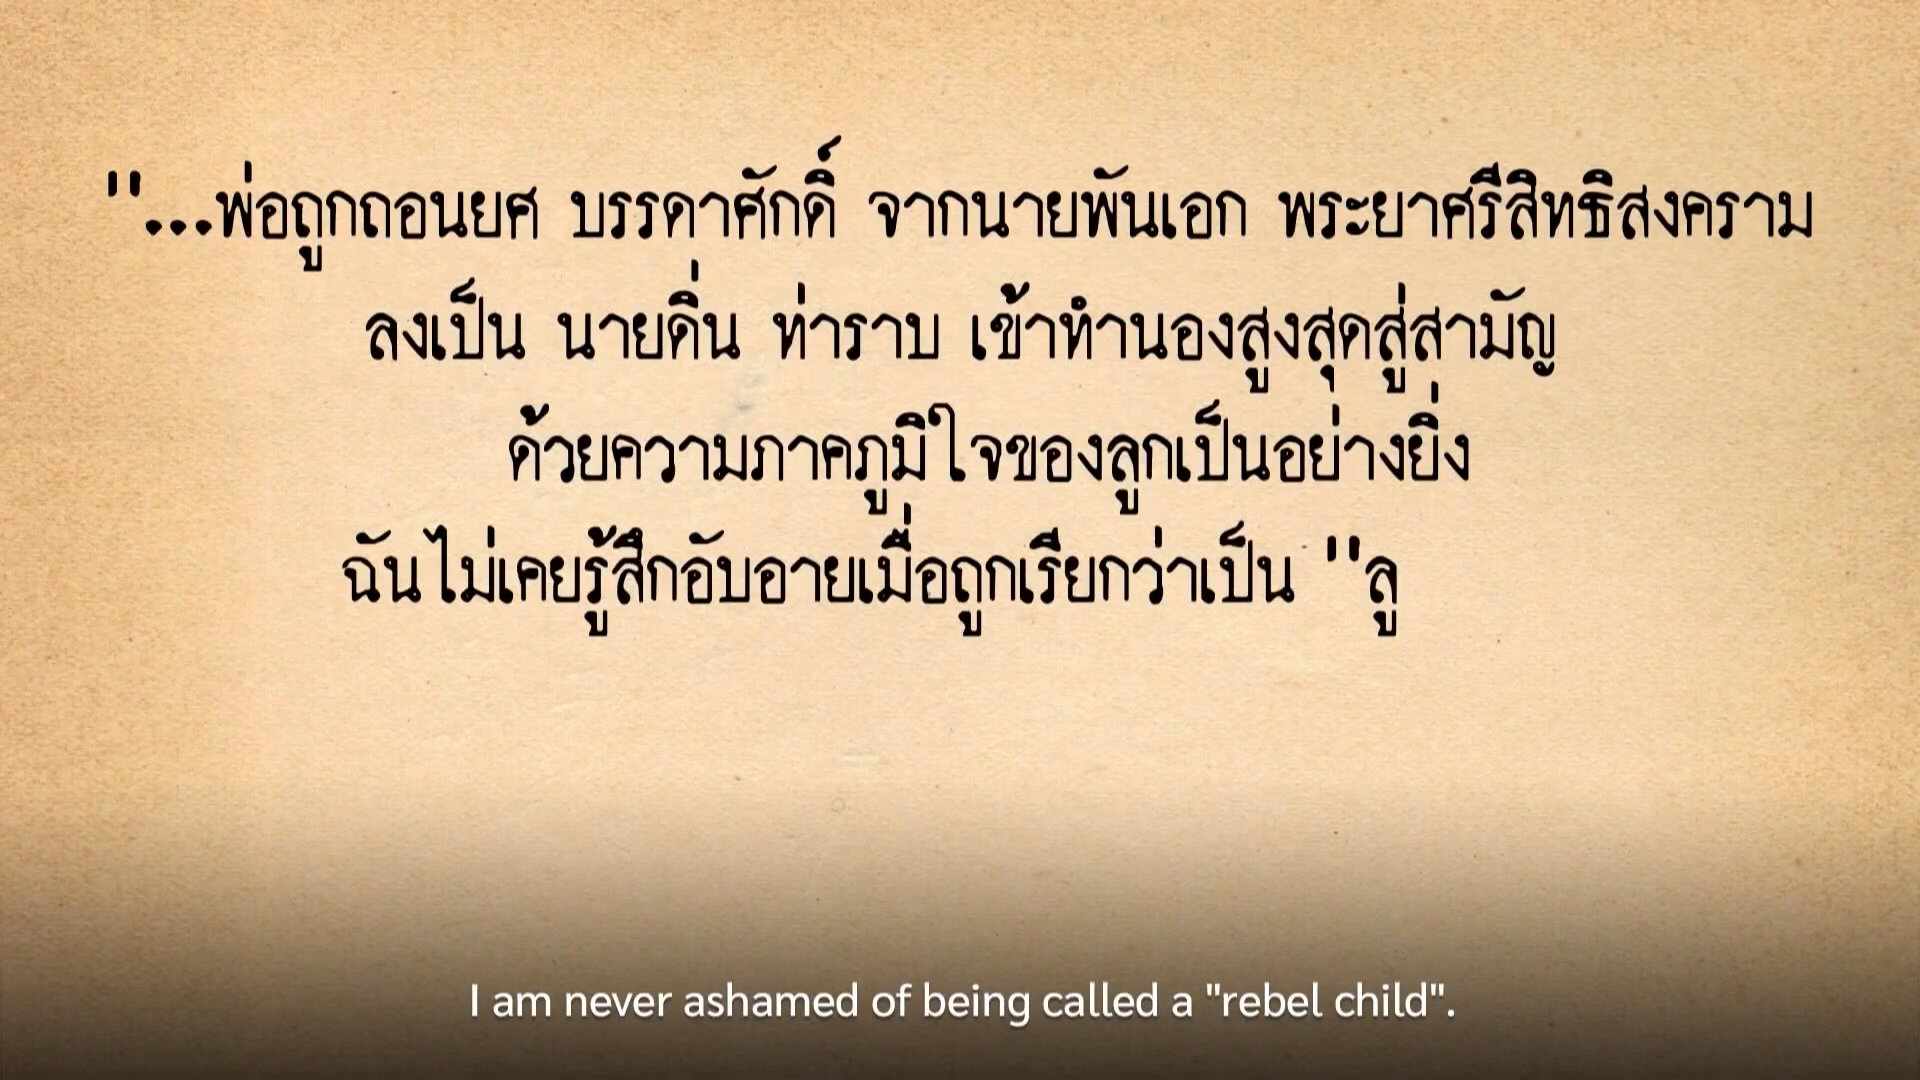 "...พ่อถูกถอนยศ บรรดาศักดิ์ จากนายพันเอก พระยาศรีสิทธิสงคราม
ลงเป็น นายดิ่น ท่าราบ เข้าทำนองสูงสุดสู่สามัญ
ด้วยความภาคภูมิใจของลูกเป็นอย่างยิ่ง
ฉันไม่เคยรู้สึกอับอายเมื่อถูกเรียกว่าเป็น "ลู
I am never ashamed of being called a "rebel child".